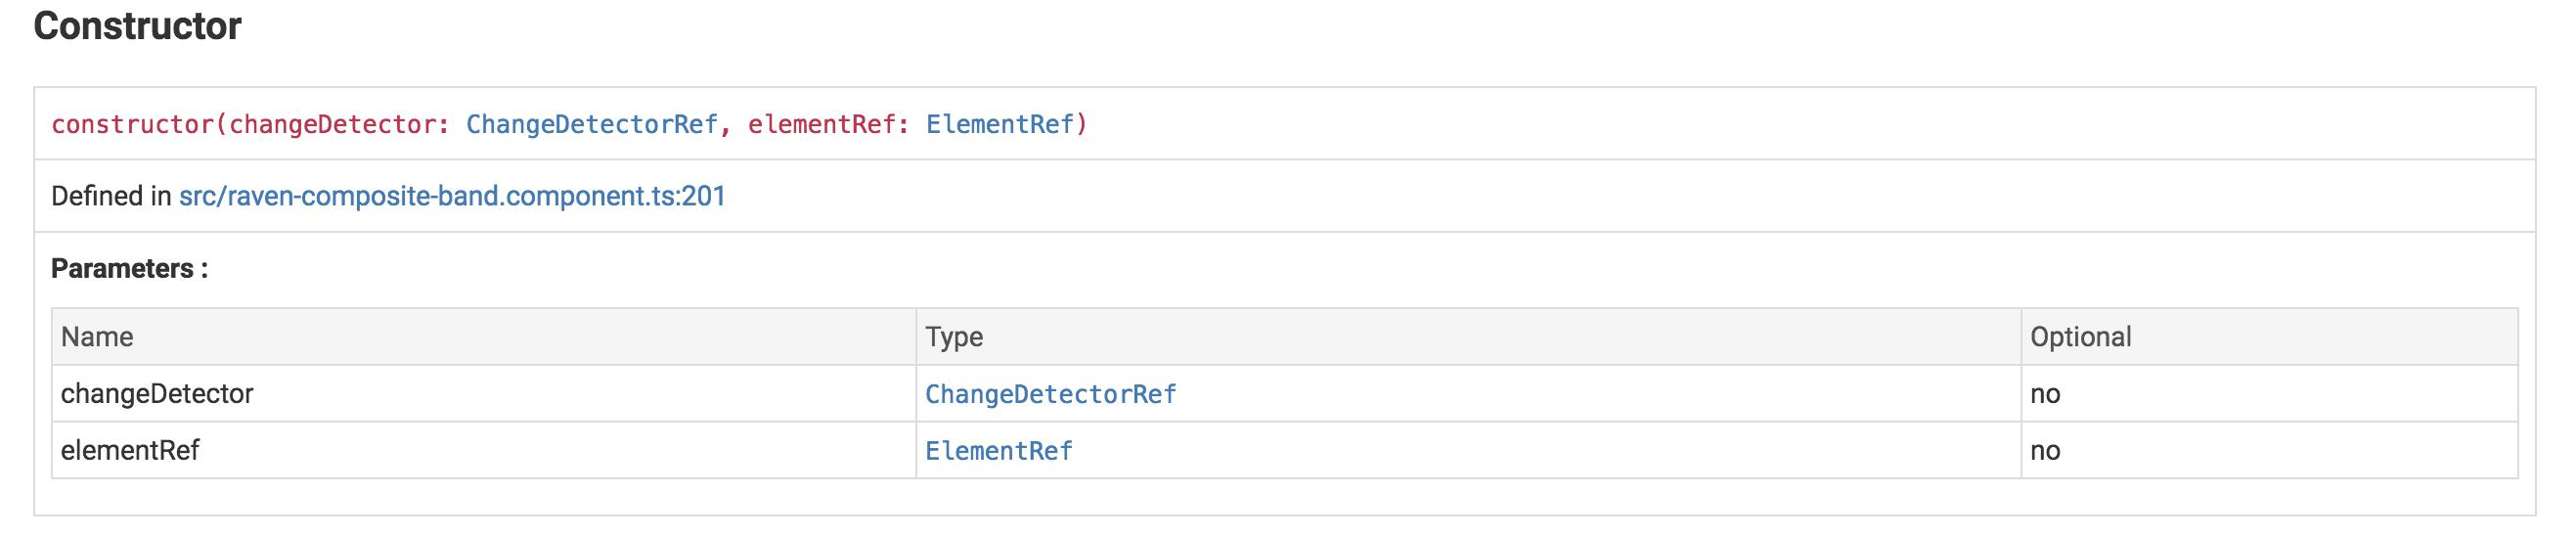 Constructor
constructor(changeDetector: ChangeDetectorRef, elementRef: ElementRef)
Defined in src/raven-composite-band.component.ts:201
Parameters :
Name Type Optional
changeDetector ChangeDetectorRef no
elementRef ElementRef no